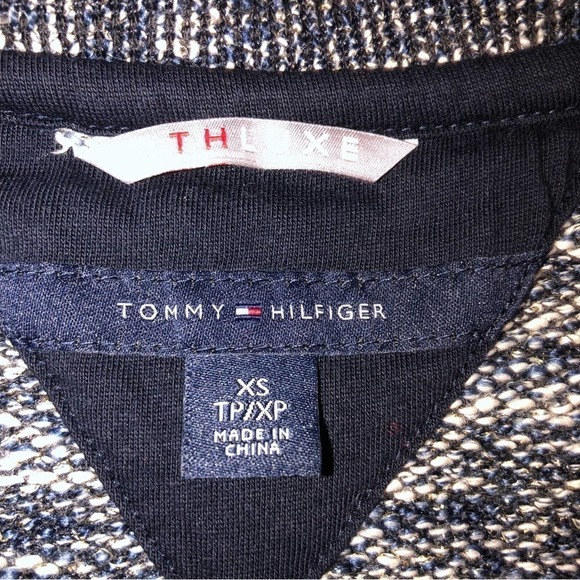 THLUXE
TOMMY HILFIGER
XS
TP/XP
MADE IN
CHINA